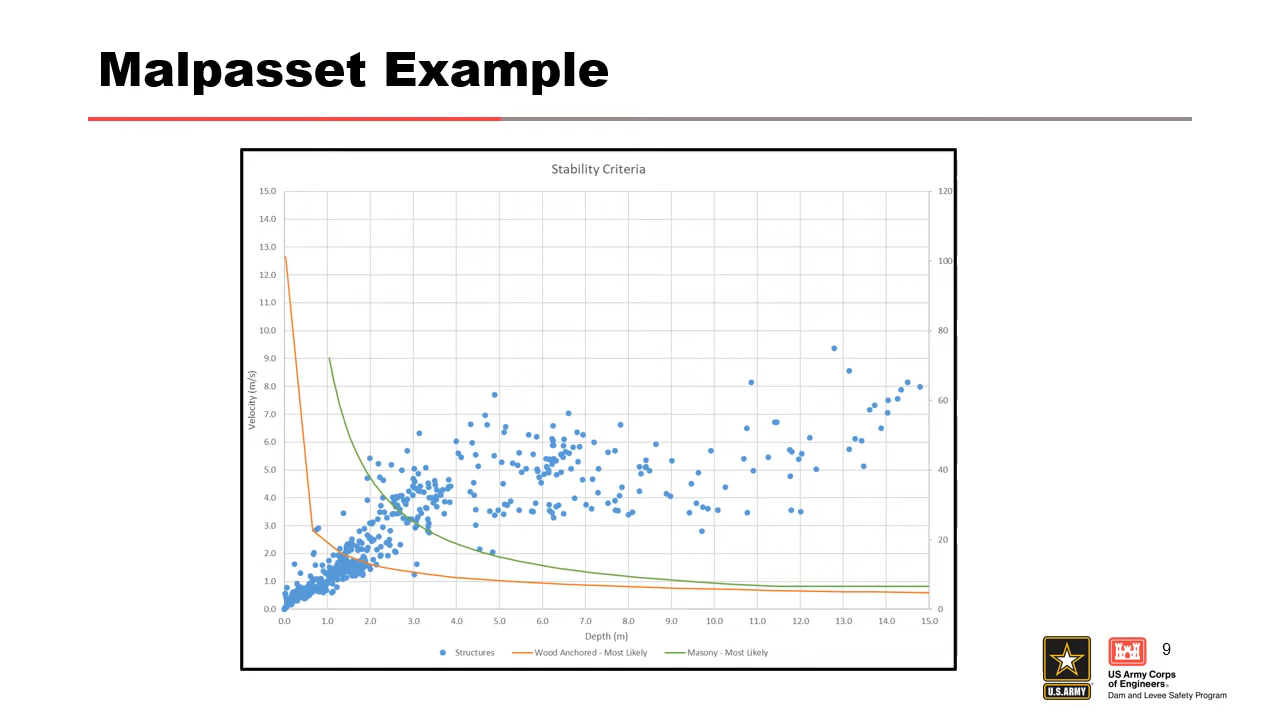 Malpasset Example
Stability Criteria
15.0
14.0
13.0
12.0
11.0
10.0
9.0
8.0
7.0
6.0
5.0
4.0
3.0
2.0
1.0
0.0
Velocity (m/s)
120
100
80
60
40
20
0
0.0 1.0 2.0 3.0 4.0 5.0 6.0 7.0 8.0 9.0 10.0 11.0 12.0 13.0 14.0 15.0
Depth (m)
Structures Wood Anchored - Most Likely Masony - Most Likely
U.S.ARMY
US Army Corps
of Engineers®
Dam and Levee Safety Program
9